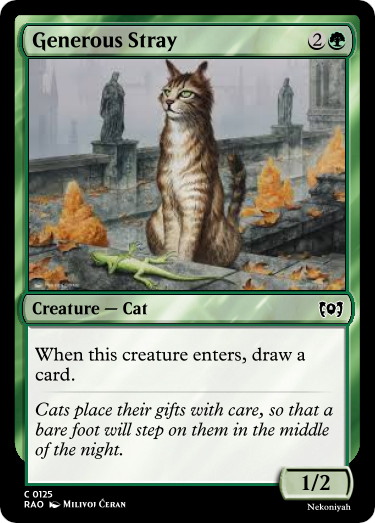 Generous Stray 2
Creature — Cat
When this creature enters, draw a
card.
Cats place their gifts with care, so that a
bare foot will step on them in the middle
of the night.
1/2
C 0125
RAO Milivoj Ćeran
Nekoniyah